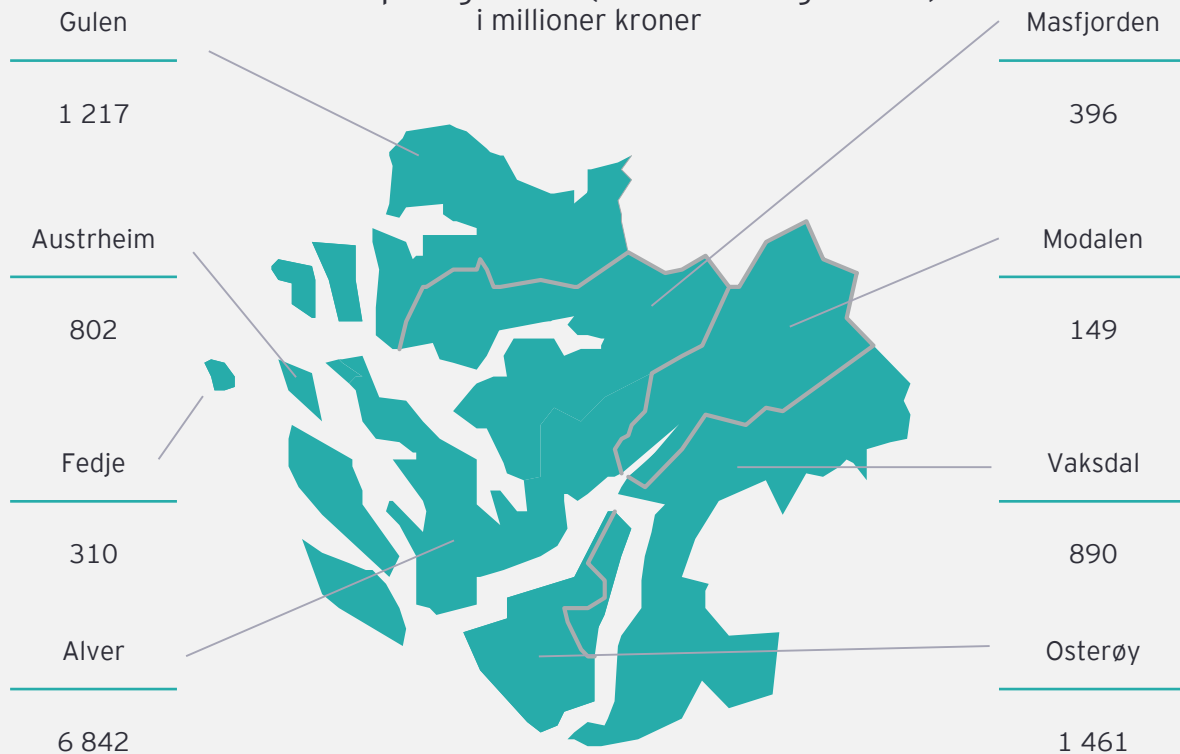 i millioner kroner
Gulen
1 217
Austrheim
802
Fedje
310
Alver
6 842
Masfjorden
396
Modalen
149
Vaksdal
890
Osterøy
1 461